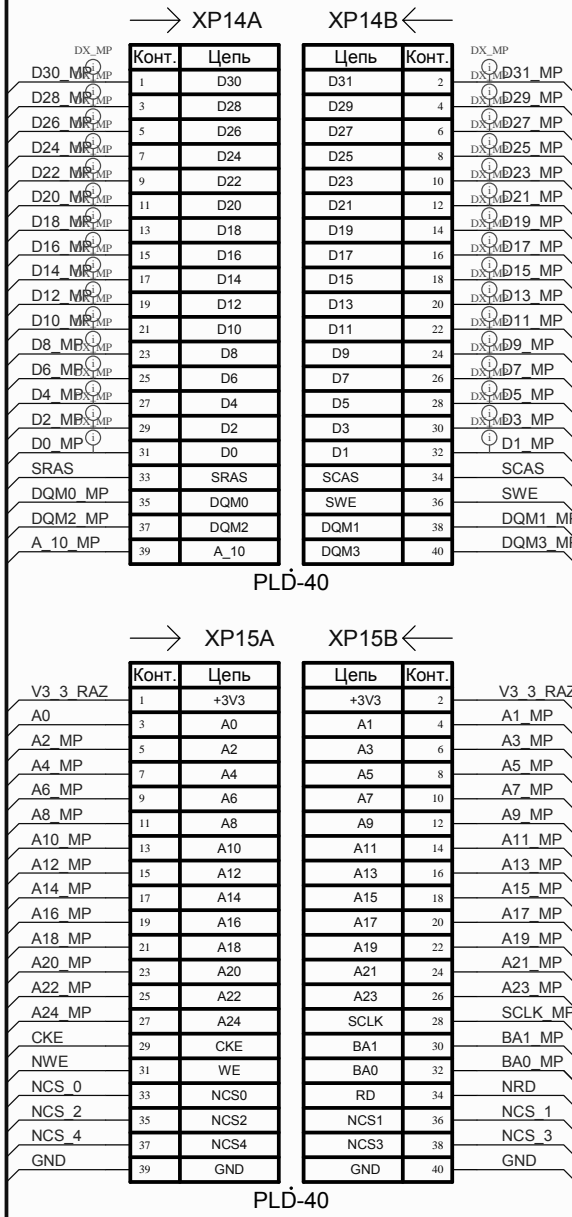 XP14A XP14B
DX_MP DX_MP
Конт. Цепь Цепь Конт.
D30_MP 1 D30 D31 2 D31_MP
D28_MP 3 D28 D29 4 D29_MP
D26_MP 5 D26 D27 6 D27_MP
D24_MP 7 D24 D25 8 D25_MP
D22_MP 9 D22 D23 10 D23_MP
D20_MP 11 D20 D21 12 D21_MP
D18_MP 13 D18 D19 14 D19_MP
D16_MP 15 D16 D17 16 D17_MP
D14_MP 17 D14 D15 18 D15_MP
D12_MP 19 D12 D13 20 D13_MP
D10_MP 21 D10 D11 22 D11_MP
D8_MP 23 D8 D9 24 D9_MP
D6_MP 25 D6 D7 26 D7_MP
D4_MP 27 D4 D5 28 D5_MP
D2_MP 29 D2 D3 30 D3_MP
D0_MP 31 D0 D1 32 D1_MP
SRAS 33 SRAS SCAS 34 SCAS
DQM0_MP 35 DQM0 SWE 36 SWE
DQM2_MP 37 DQM2 DQM1 38 DQM1_MP
A_10_MP 39 A_10 DQM3 40 DQM3_MP
PLD-40
XP15A XP15B
Конт. Цепь Цепь Конт.
V3_3_RAZ 1 +3V3 +3V3 2 V3_3_RAZ
A0 3 A0 A1 4 A1_MP
A2_MP 5 A2 A3 6 A3_MP
A4_MP 7 A4 A5 8 A5_MP
A6_MP 9 A6 A7 10 A7_MP
A8_MP 11 A8 A9 12 A9_MP
A10_MP 13 A10 A11 14 A11_MP
A12_MP 15 A12 A13 16 A13_MP
A14_MP 17 A14 A15 18 A15_MP
A16_MP 19 A16 A17 20 A17_MP
A18_MP 21 A18 A19 22 A19_MP
A20_MP 23 A20 A21 24 A21_MP
A22_MP 25 A22 A23 26 A23_MP
A24_MP 27 A24 SCLK 28 SCLK_MP
CKE 29 CKE BA1 30 BA1_MP
NWE 31 WE BA0 32 BA0_MP
NCS_0 33 NCS0 RD 34 NRD
NCS_2 35 NCS2 NCS1 36 NCS_1
NCS_4 37 NCS4 NCS3 38 NCS_3
GND 39 GND GND 40 GND
PLD-40